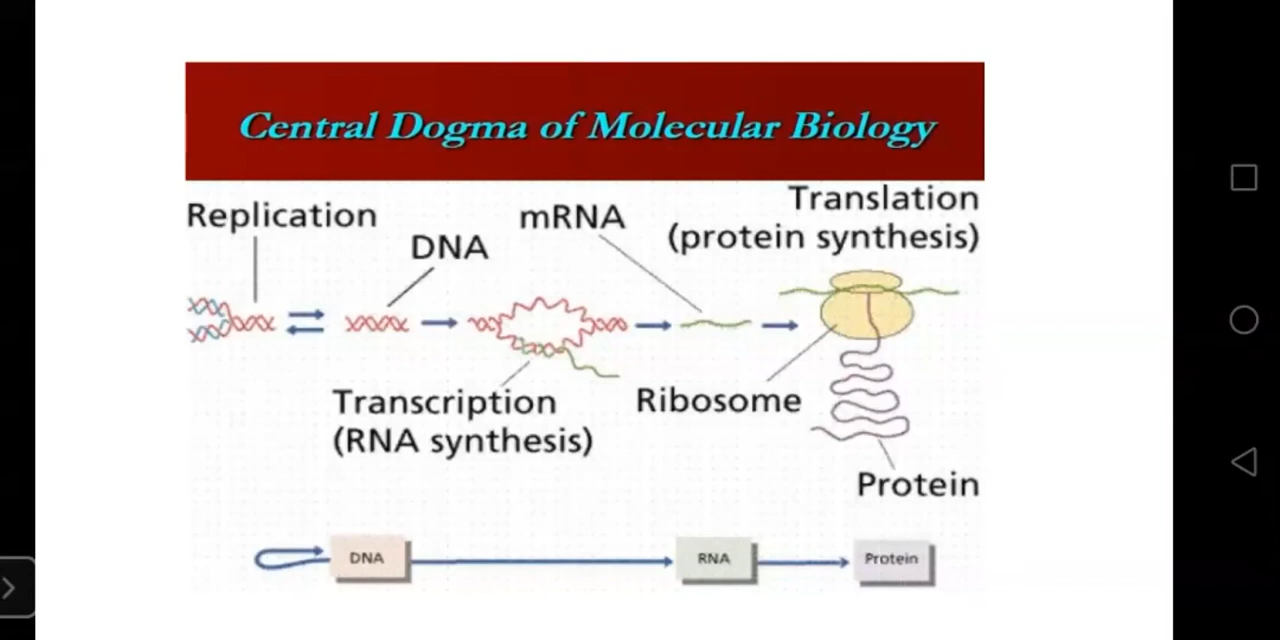 Central Dogma of Molecular Biology
Replication
DNA
mRNA
Translation
(protein synthesis)
Transcription
(RNA synthesis)
Ribosome
Protein
DNA
RNA
Protein